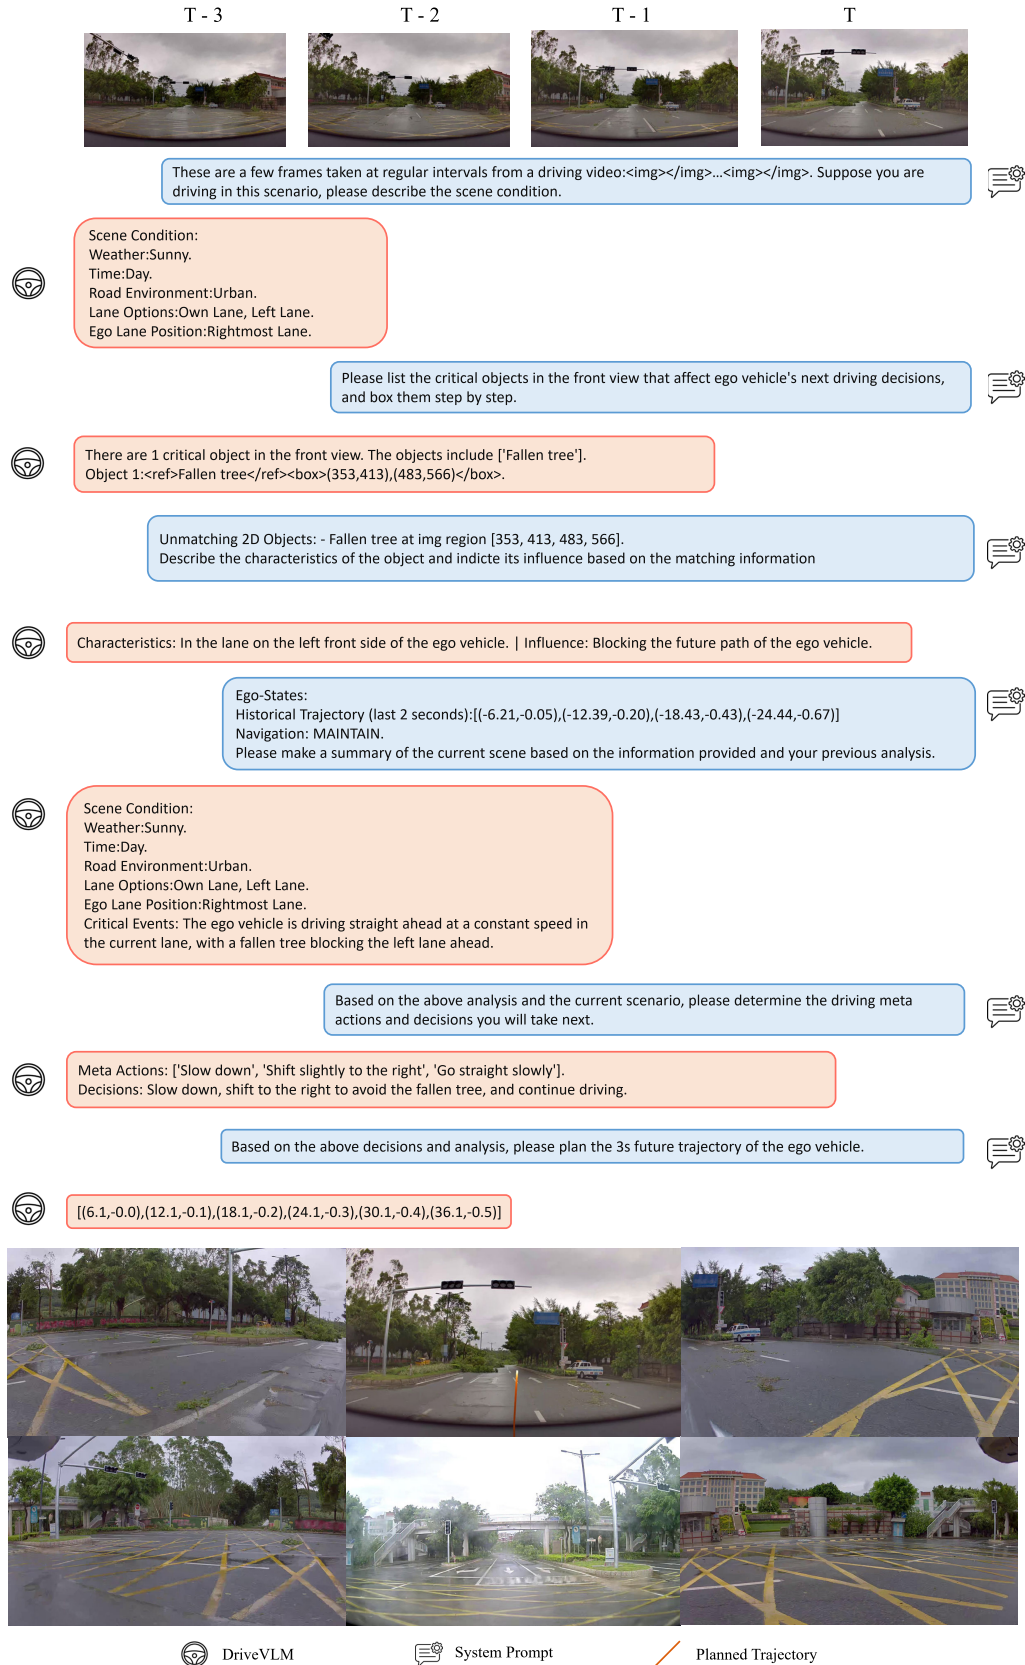 T - 3
T - 2
T - 1
T
These are a few frames taken at regular intervals from a driving video:<img></img>...<img></img>. Suppose you are
driving in this scenario, please describe the scene condition.
Scene Condition:
Weather:Sunny.
Time:Day.
Road Environment:Urban.
Lane Options:Own Lane, Left Lane.
Ego Lane Position:Rightmost Lane.
Please list the critical objects in the front view that affect ego vehicle's next driving decisions,
and box them step by step.
There are 1 critical object in the front view. The objects include ['Fallen tree'].
Object 1:<ref>Fallen tree</ref><box>(353,413),(483,566)</box>.
Unmatching 2D Objects: - Fallen tree at img region [353, 413, 483, 566].
Describe the characteristics of the object and indicte its influence based on the matching information
Characteristics: In the lane on the left front side of the ego vehicle. | Influence: Blocking the future path of the ego vehicle.
Ego-States:
Historical Trajectory (last 2 seconds):[(-6.21,-0.05),(-12.39,-0.20),(-18.43,-0.43),(-24.44,-0.67)]
Navigation: MAINTAIN.
Please make a summary of the current scene based on the information provided and your previous analysis.
Scene Condition:
Weather:Sunny.
Time:Day.
Road Environment:Urban.
Lane Options:Own Lane, Left Lane.
Ego Lane Position:Rightmost Lane.
Critical Events: The ego vehicle is driving straight ahead at a constant speed in
the current lane, with a fallen tree blocking the left lane ahead.
Based on the above analysis and the current scenario, please determine the driving meta
actions and decisions you will take next.
Meta Actions: ['Slow down', 'Shift slightly to the right', 'Go straight slowly'].
Decisions: Slow down, shift to the right to avoid the fallen tree, and continue driving.
Based on the above decisions and analysis, please plan the 3s future trajectory of the ego vehicle.
[(6.1,-0.0),(12.1,-0.1),(18.1,-0.2),(24.1,-0.3),(30.1,-0.4),(36.1,-0.5)]
DriveVLM
System Prompt
Planned Trajectory